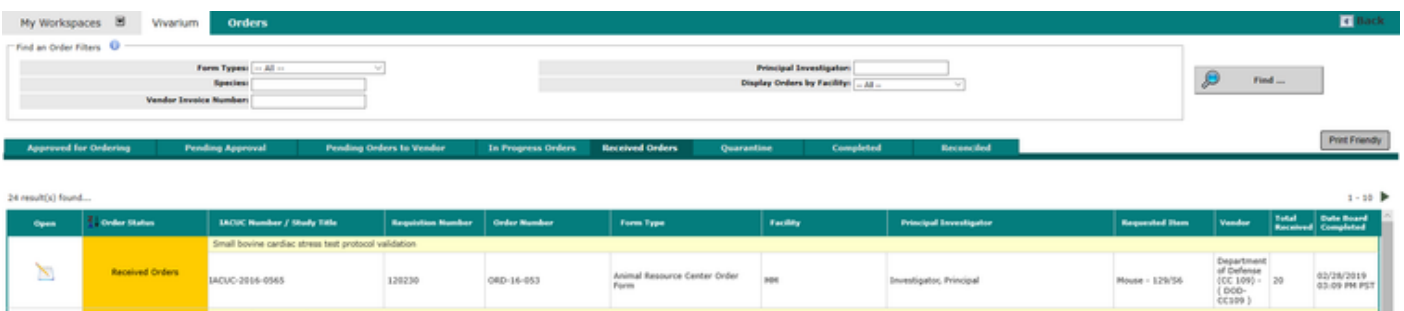 My Workspaces Vivarium Orders Back
Find an Order Filters
Form Types: -- All -- Principal Investigator:
Species: Display Orders by Facility: -- All --
Vendor Invoice Number:
Find ...
Print Friendly
Approved for Ordering Pending Approval Pending Orders to Vendor In Progress Orders Received Orders Quarantine Completed Reconciled
24 result(s) found... 1 - 10
Open Order Status IACUC Number / Study Title Requistion Number Order Number Form Type Facility Principal Investigator Requested Item Vendor Total Received Date Board Completed
Small bovine cardiac stress test protocol validation
Received Orders IACUC-2016-0565 120230 ORD-16-053 Animal Resource Center Order Form MM Investigator, Principal Mouse - 129/S6 Department of Defense (CC 109) - ( DOD-CC109 ) 20 02/28/2019 03:09 PM PST